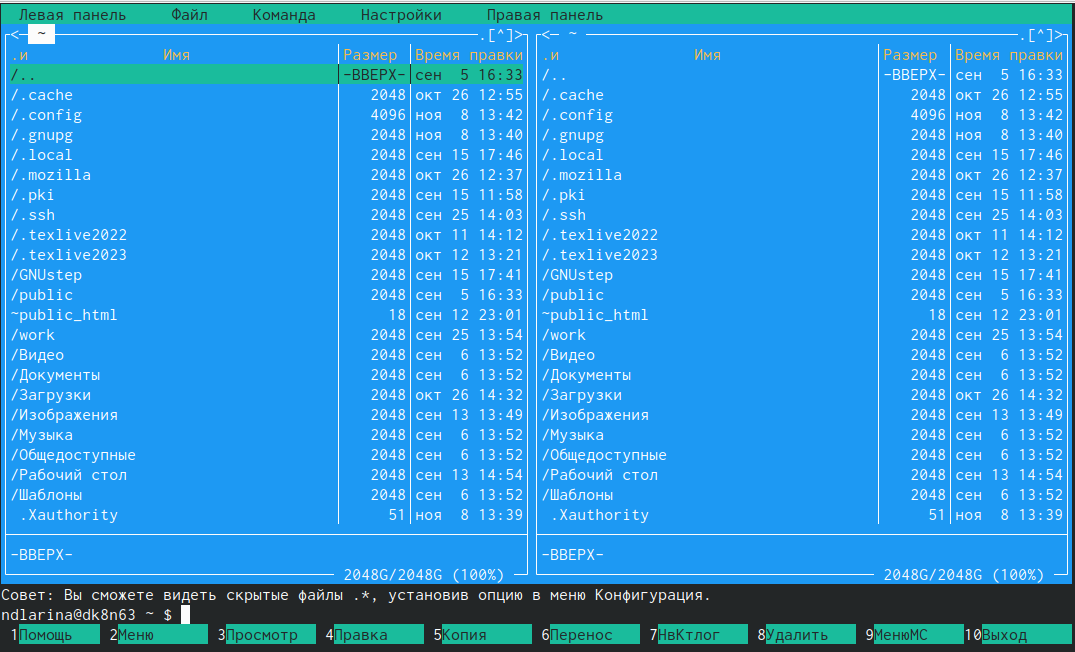 Левая панель Файл Команда Настройки Правая панель
<- ~ .[^]> <- ~ .[^]>
.и Имя Размер Время правки .и Имя Размер Время правки
/.. -ВВЕРХ- сен 5 16:33 /.. -ВВЕРХ- сен 5 16:33
/.cache 2048 окт 26 12:55 /.cache 2048 окт 26 12:55
/.config 4096 ноя 8 13:42 /.config 4096 ноя 8 13:42
/.gnupg 2048 ноя 8 13:40 /.gnupg 2048 ноя 8 13:40
/.local 2048 сен 15 17:46 /.local 2048 сен 15 17:46
/.mozilla 2048 окт 26 12:37 /.mozilla 2048 окт 26 12:37
/.pki 2048 сен 15 11:58 /.pki 2048 сен 15 11:58
/.ssh 2048 сен 25 14:03 /.ssh 2048 сен 25 14:03
/.texlive2022 2048 окт 11 14:12 /.texlive2022 2048 окт 11 14:12
/.texlive2023 2048 окт 12 13:21 /.texlive2023 2048 окт 12 13:21
/GNUstep 2048 сен 15 17:41 /GNUstep 2048 сен 15 17:41
/public 2048 сен 5 16:33 /public 2048 сен 5 16:33
~public_html 18 сен 12 23:01 ~public_html 18 сен 12 23:01
/work 2048 сен 25 13:54 /work 2048 сен 25 13:54
/Видео 2048 сен 6 13:52 /Видео 2048 сен 6 13:52
/Документы 2048 сен 6 13:52 /Документы 2048 сен 6 13:52
/Загрузки 2048 окт 26 14:32 /Загрузки 2048 окт 26 14:32
/Изображения 2048 сен 13 13:49 /Изображения 2048 сен 13 13:49
/Музыка 2048 сен 6 13:52 /Музыка 2048 сен 6 13:52
/Общедоступные 2048 сен 6 13:52 /Общедоступные 2048 сен 6 13:52
/Рабочий стол 2048 сен 13 14:54 /Рабочий стол 2048 сен 13 14:54
/Шаблоны 2048 сен 6 13:52 /Шаблоны 2048 сен 6 13:52
.Xauthority 51 ноя 8 13:39 .Xauthority 51 ноя 8 13:39
-ВВЕРХ- -ВВЕРХ-
2048G/2048G (100%) 2048G/2048G (100%)
Совет: Вы сможете видеть скрытые файлы .*, установив опцию в меню Конфигурация.
ndlarina@dk8n63 ~ $
1Помощь 2Меню 3Просмотр 4Правка 5Копия 6Перенос 7НвКтлог 8Удалить 9МенюМС 10Выход